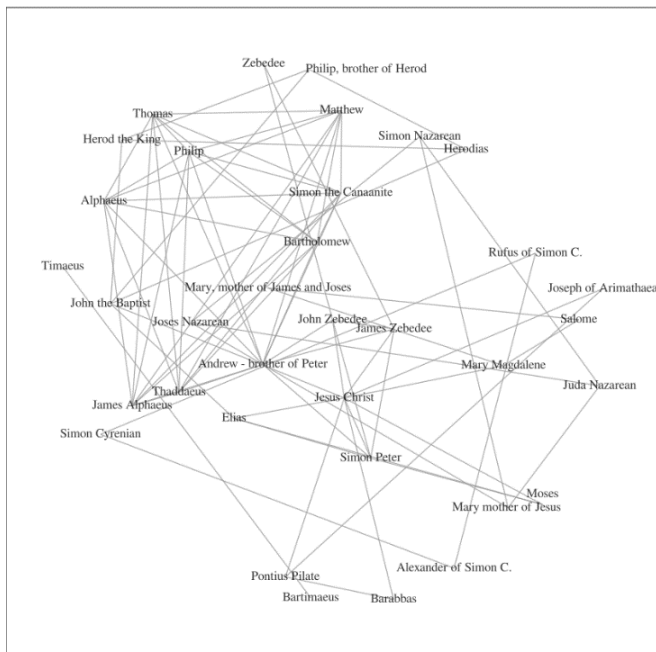 Zebedee
Philip, brother of Herod
Thomas
Matthew
Herod the King
Simon Nazarean
Philip
Herodias
Simon the Canaanite
Alphaeus
Bartholomew
Rufus of Simon C.
Timaeus
Mary, mother of James and Joses
Joseph of Arimathaea
John the Baptist
Joses Nazarean
John Zebedee
James Zebedee
Salome
Andrew - brother of Peter
Mary Magdalene
Juda Nazarean
Thaddaeus
James Alphaeus
Jesus Christ
Elias
Simon Cyrenian
Simon Peter
Moses
Mary mother of Jesus
Alexander of Simon C.
Pontius Pilate
Bartimaeus
Barabbas